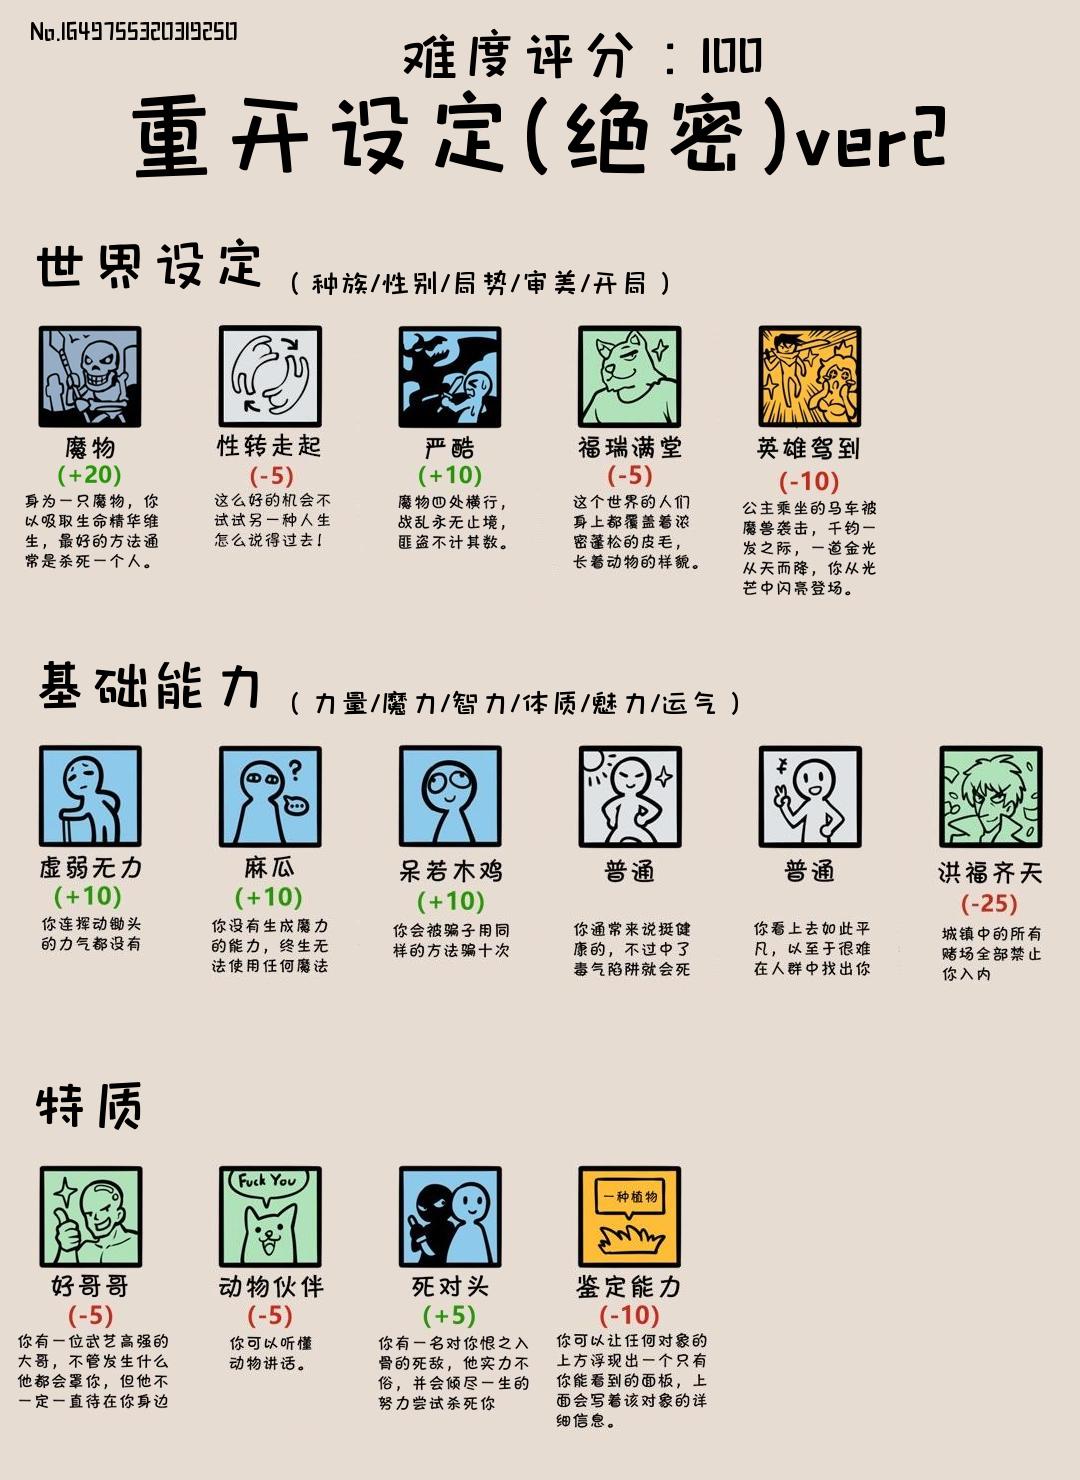 No.1649755320319250
难度评分：100
重开设定(绝密)ver2
世界设定（种族/性别/局势/审美/开局）
魔物
(+20)
身为一只魔物，你
以吸取生命精华维
生，最好的方法通
常是杀死一个人。
性转走起
(-5)
这么好的机会不
试试另一种人生
怎么说得过去！
严酷
(+10)
魔物四处横行，
战乱永无止境，
匪盗不计其数。
福瑞满堂
(-5)
这个世界的人们
身上都覆盖着浓
密蓬松的皮毛，
长着动物的样貌。
英雄驾到
(-10)
公主乘坐的马车被
魔兽袭击，千钧一
发之际，一道金光
从天而降，你从光
芒中闪亮登场。
基础能力（力量/魔力/智力/体质/魅力/运气）
虚弱无力
(+10)
你连挥动锄头
的力气都没有
?
...
麻瓜
(+10)
你没有生成魔力
的能力，终生无
法使用任何魔法
呆若木鸡
(+10)
你会被骗子用同
样的方法骗十次
普通
你通常来说挺健
康的，不过中了
毒气陷阱就会死
普通
你看上去如此平
凡，以至于很难
在人群中找出你
洪福齐天
(-25)
城镇中的所有
赌场全部禁止
你入内
特质
好哥哥
(-5)
你有一位武艺高强的
大哥，不管发生什么
他都会罩你，但他不
一定一直待在你身边
Fuck You
动物伙伴
(-5)
你可以听懂
动物讲话。
死对头
(+5)
你有一名对你恨之入
骨的死敌，他实力不
俗，并会倾尽一生的
努力尝试杀死你
一种植物
鉴定能力
(-10)
你可以让任何对象的
上方浮现出一个只有
你能看到的面板，上
面会写着该对象的详
细信息。